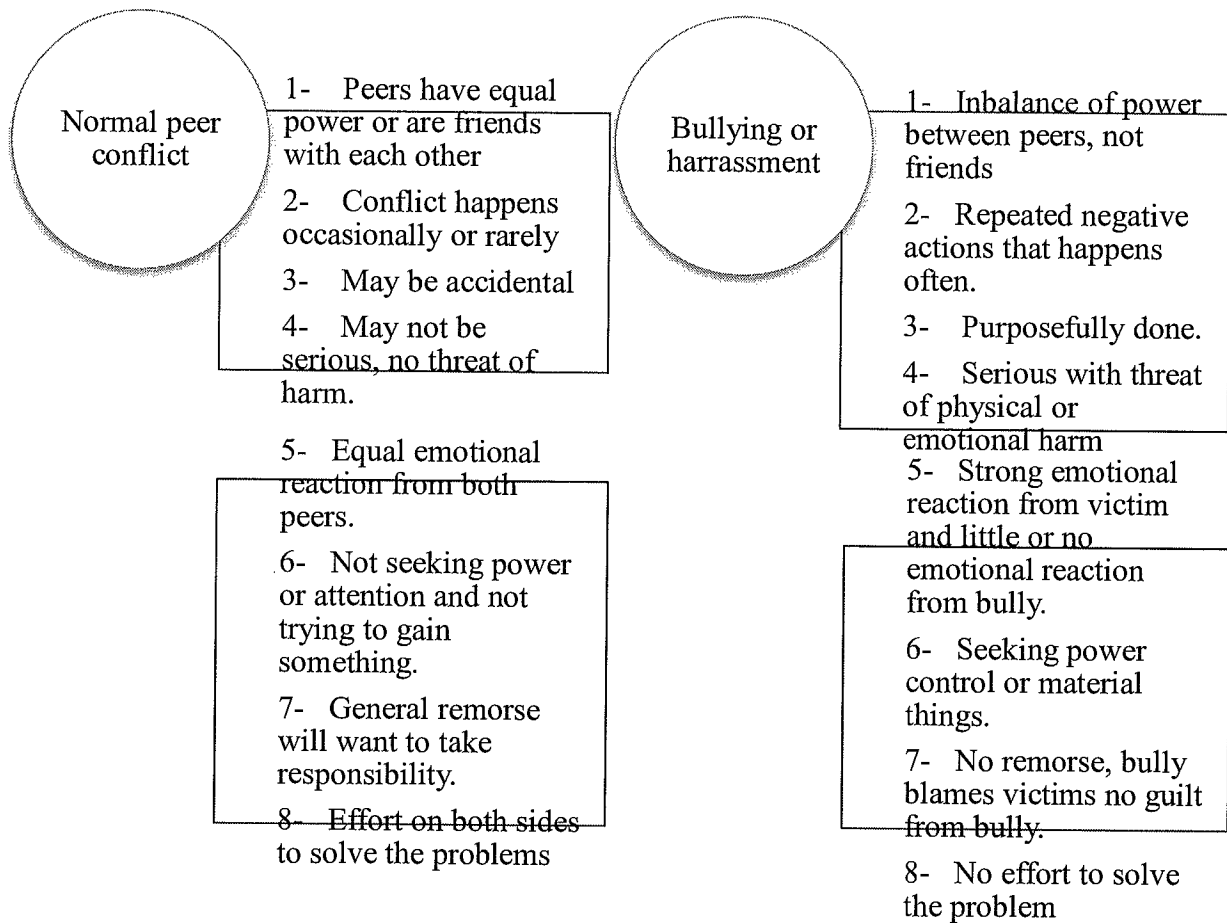 Normal peer
conflict
1- Peers have equal
power or are friends
with each other
2- Conflict happens
occasionally or rarely
3- May be accidental
4- May not be
serious, no threat of
harm.
5- Equal emotional
reaction from both
peers.
6- Not seeking power
or attention and not
trying to gain
something.
7- General remorse
will want to take
responsibility.
8- Effort on both sides
to solve the problems
Bullying or
harrassment
1- Inbalance of power
between peers, not
friends
2- Repeated negative
actions that happens
often.
3- Purposefully done.
4- Serious with threat
of physical or
emotional harm
5- Strong emotional
reaction from victim
and little or no
emotional reaction
from bully.
6- Seeking power
control or material
things.
7- No remorse, bully
blames victims no guilt
from bully.
8- No effort to solve
the problem